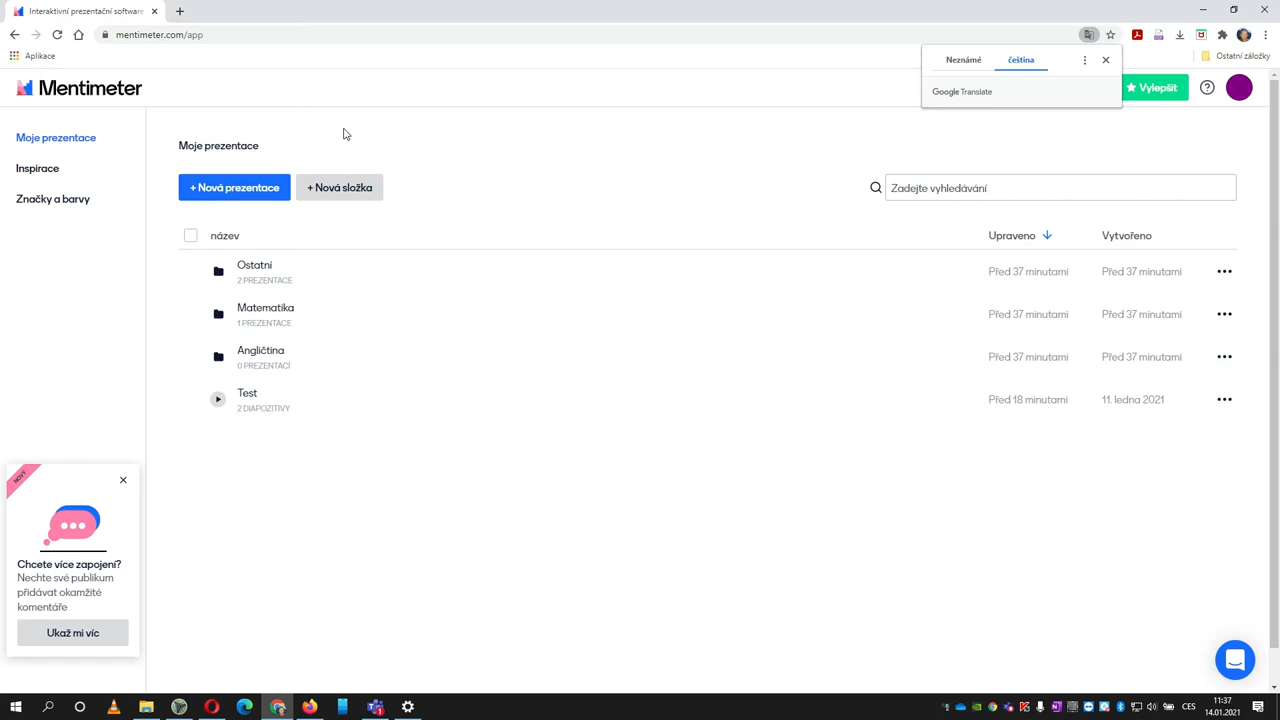 Interaktivní prezentační software
mentimeter.com/app
Aplikace
Ostatní záložky
Neznámé
čeština
Google Translate
Mentimeter
Vylepšit
Moje prezentace
Inspirace
Značky a barvy
Moje prezentace
+ Nová prezentace
+ Nová složka
Zadejte vyhledávání
název
Upraveno
Vytvořeno
Ostatní
2 PREZENTACE
Před 37 minutami
Před 37 minutami
Matematika
1 PREZENTACE
Před 37 minutami
Před 37 minutami
Angličtina
0 PREZENTACÍ
Před 37 minutami
Před 37 minutami
Test
2 DIAPOZITIVY
Před 18 minutami
11. ledna 2021
NOVÝ
Chcete více zapojení?
Nechte své publikum
přidávat okamžité
komentáře
Ukaž mi víc
CES
11:37
14.01.2021